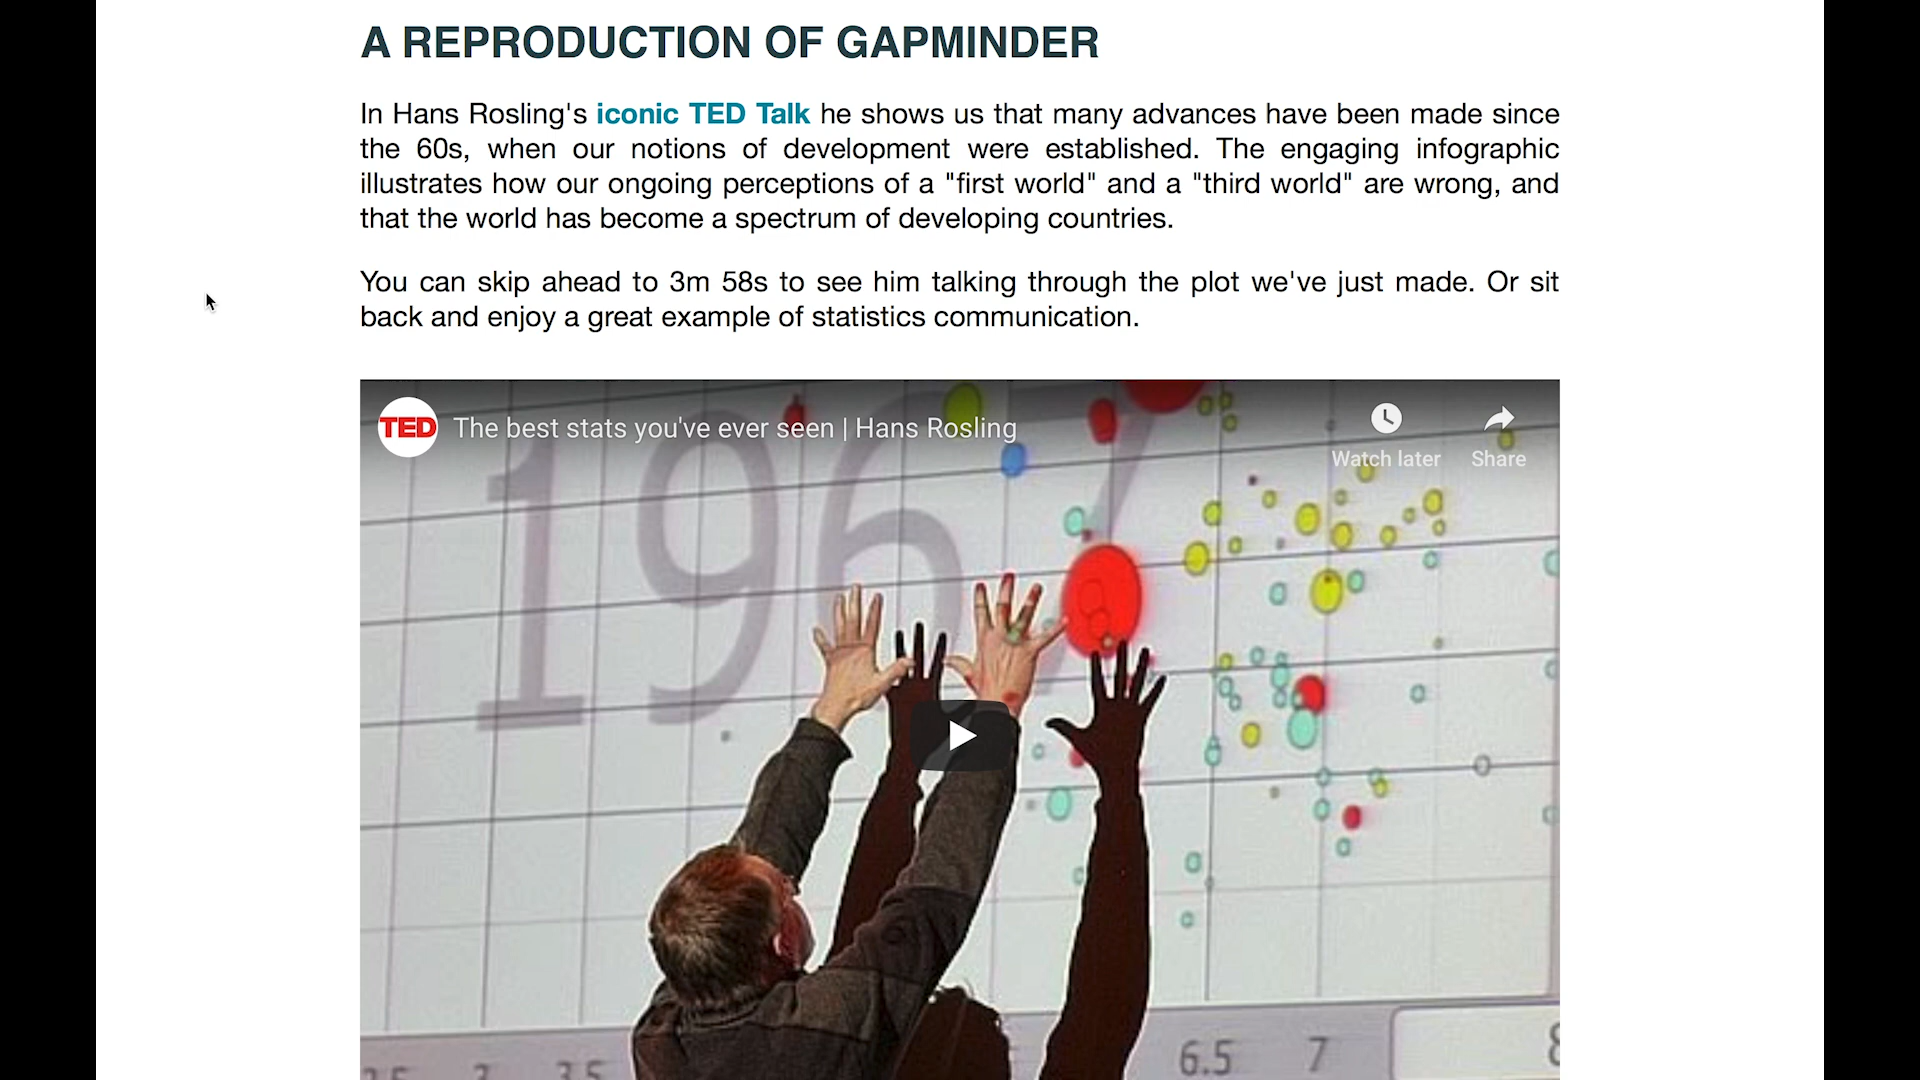 A REPRODUCTION OF GAPMINDER
In Hans Rosling's iconic TED Talk he shows us that many advances have been made since
the 60s, when our notions of development were established. The engaging infographic
illustrates how our ongoing perceptions of a "first world" and a "third world" are wrong, and
that the world has become a spectrum of developing countries.
You can skip ahead to 3m 58s to see him talking through the plot we've just made. Or sit
back and enjoy a great example of statistics communication.
TED The best stats you've ever seen | Hans Rosling
Watch later Share
1967
6.5 7